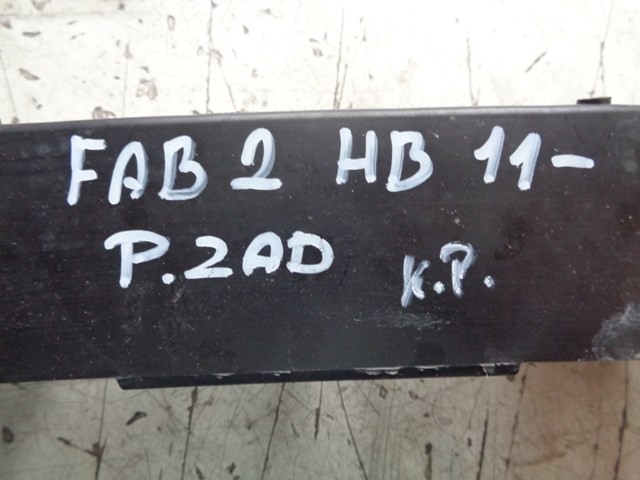 FAB 2 HB 11-
P.ZAD K.P.